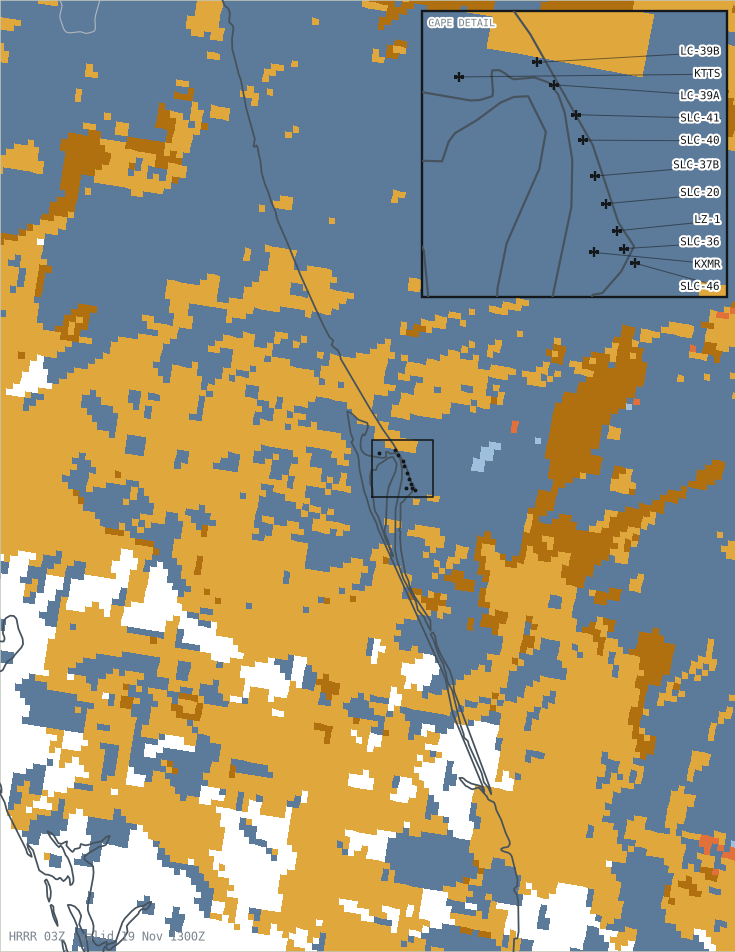 CAPE DETAIL
LC-39B
KTTS
LC-39A
SLC-41
SLC-40
SLC-37B
SLC-20
LZ-1
SLC-36
KXMR
SLC-46
HRRR 03Z valid 19 Nov 1300Z